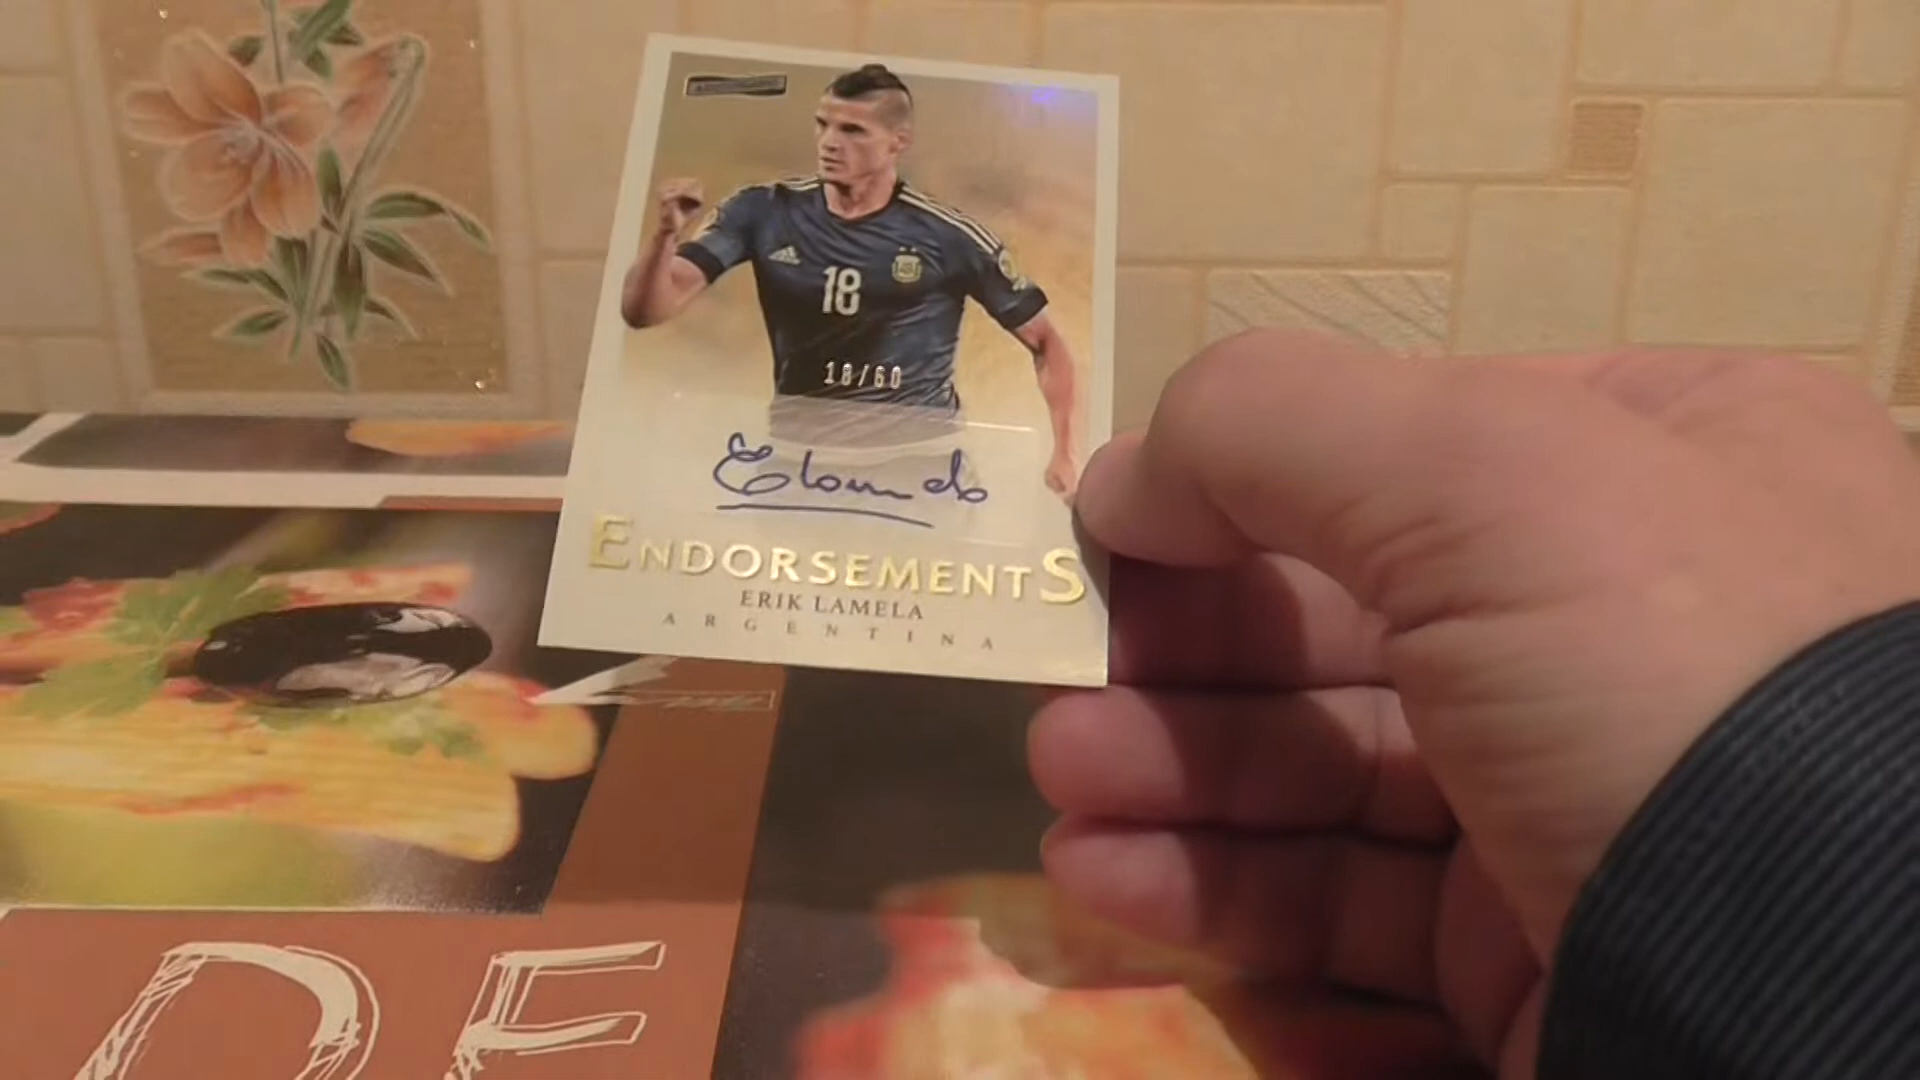 18
18/60
ENDORSEMENTS
ERIK LAMELA
ARGENTINA
DE